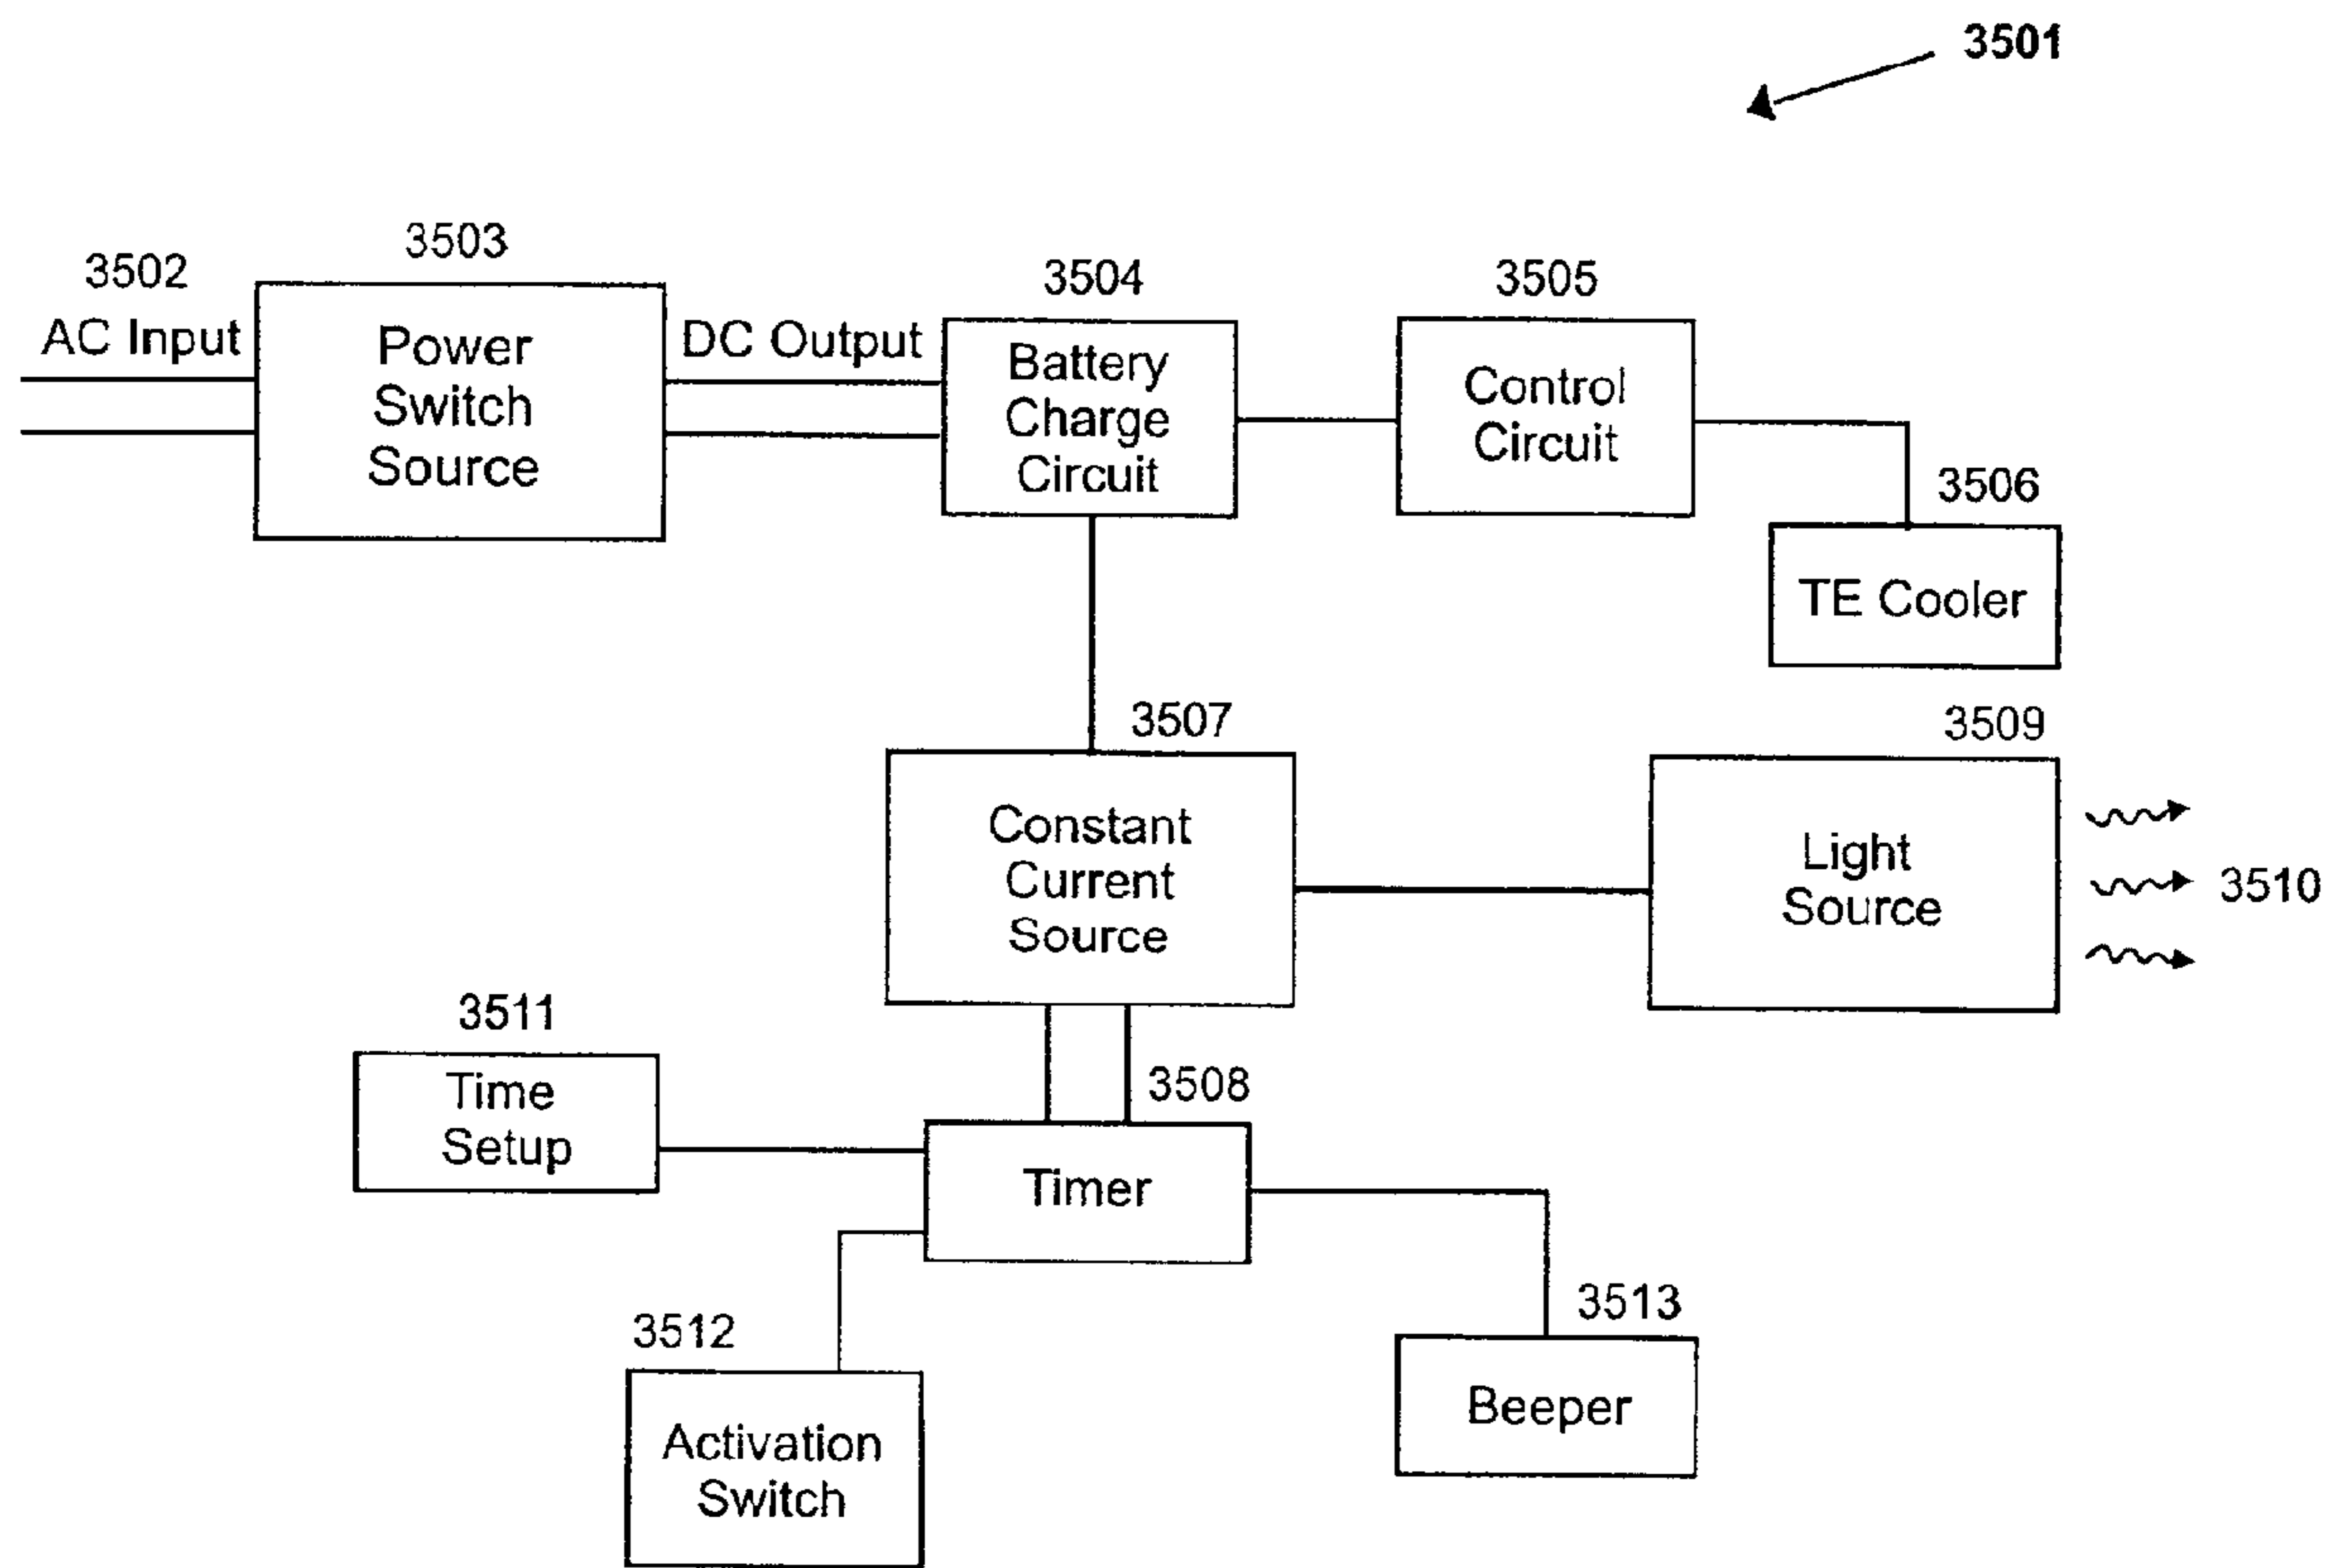 3501
3502
AC Input
3503
Power
Switch
Source
DC Output
3504
Battery
Charge
Circuit
3505
Control
Circuit
3506
TE Cooler
3507
Constant
Current
Source
3509
Light
Source
3510
3511
Time
Setup
3508
Timer
3512
Activation
Switch
3513
Beeper